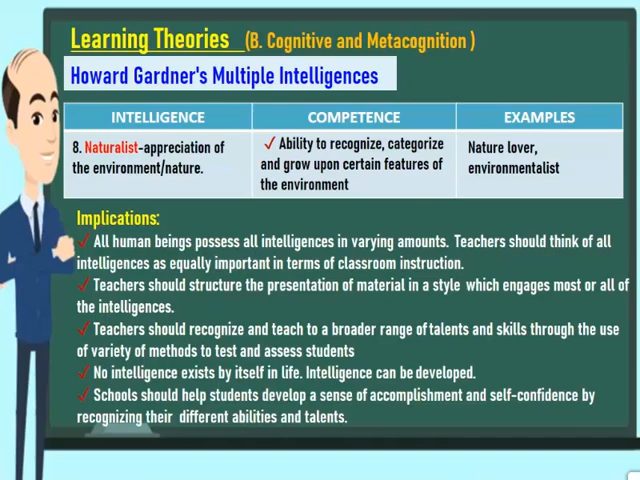 Learning Theories (B. Cognitive and Metacognition )
Howard Gardner's Multiple Intelligences
INTELLIGENCE COMPETENCE EXAMPLES
8. Naturalist-appreciation of the environment/nature.
✓ Ability to recognize, categorize and grow upon certain features of the environment
Nature lover, environmentalist
Implications:
✓ All human beings possess all intelligences in varying amounts. Teachers should think of all
intelligences as equally important in terms of classroom instruction.
✓ Teachers should structure the presentation of material in a style which engages most or all of
the intelligences.
✓ Teachers should recognize and teach to a broader range of talents and skills through the use
of variety of methods to test and assess students
✓ No intelligence exists by itself in life. Intelligence can be developed.
✓ Schools should help students develop a sense of accomplishment and self-confidence by
recognizing their different abilities and talents.